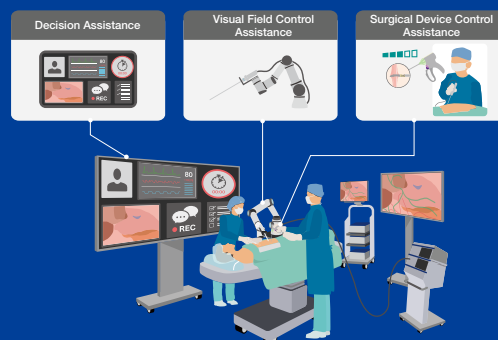 Decision Assistance
Visual Field Control
Assistance
Surgical Device Control
Assistance
80
REC
80
REC